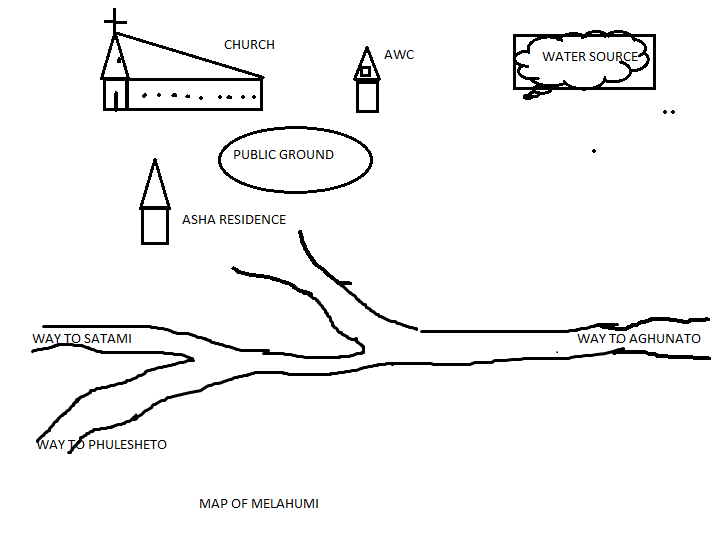 CHURCH
AWC
WATER SOURCE
PUBLIC GROUND
ASHA RESIDENCE
WAY TO SATAMI
WAY TO AGHUNATO
WAY TO PHULESHETO
MAP OF MELAHUMI